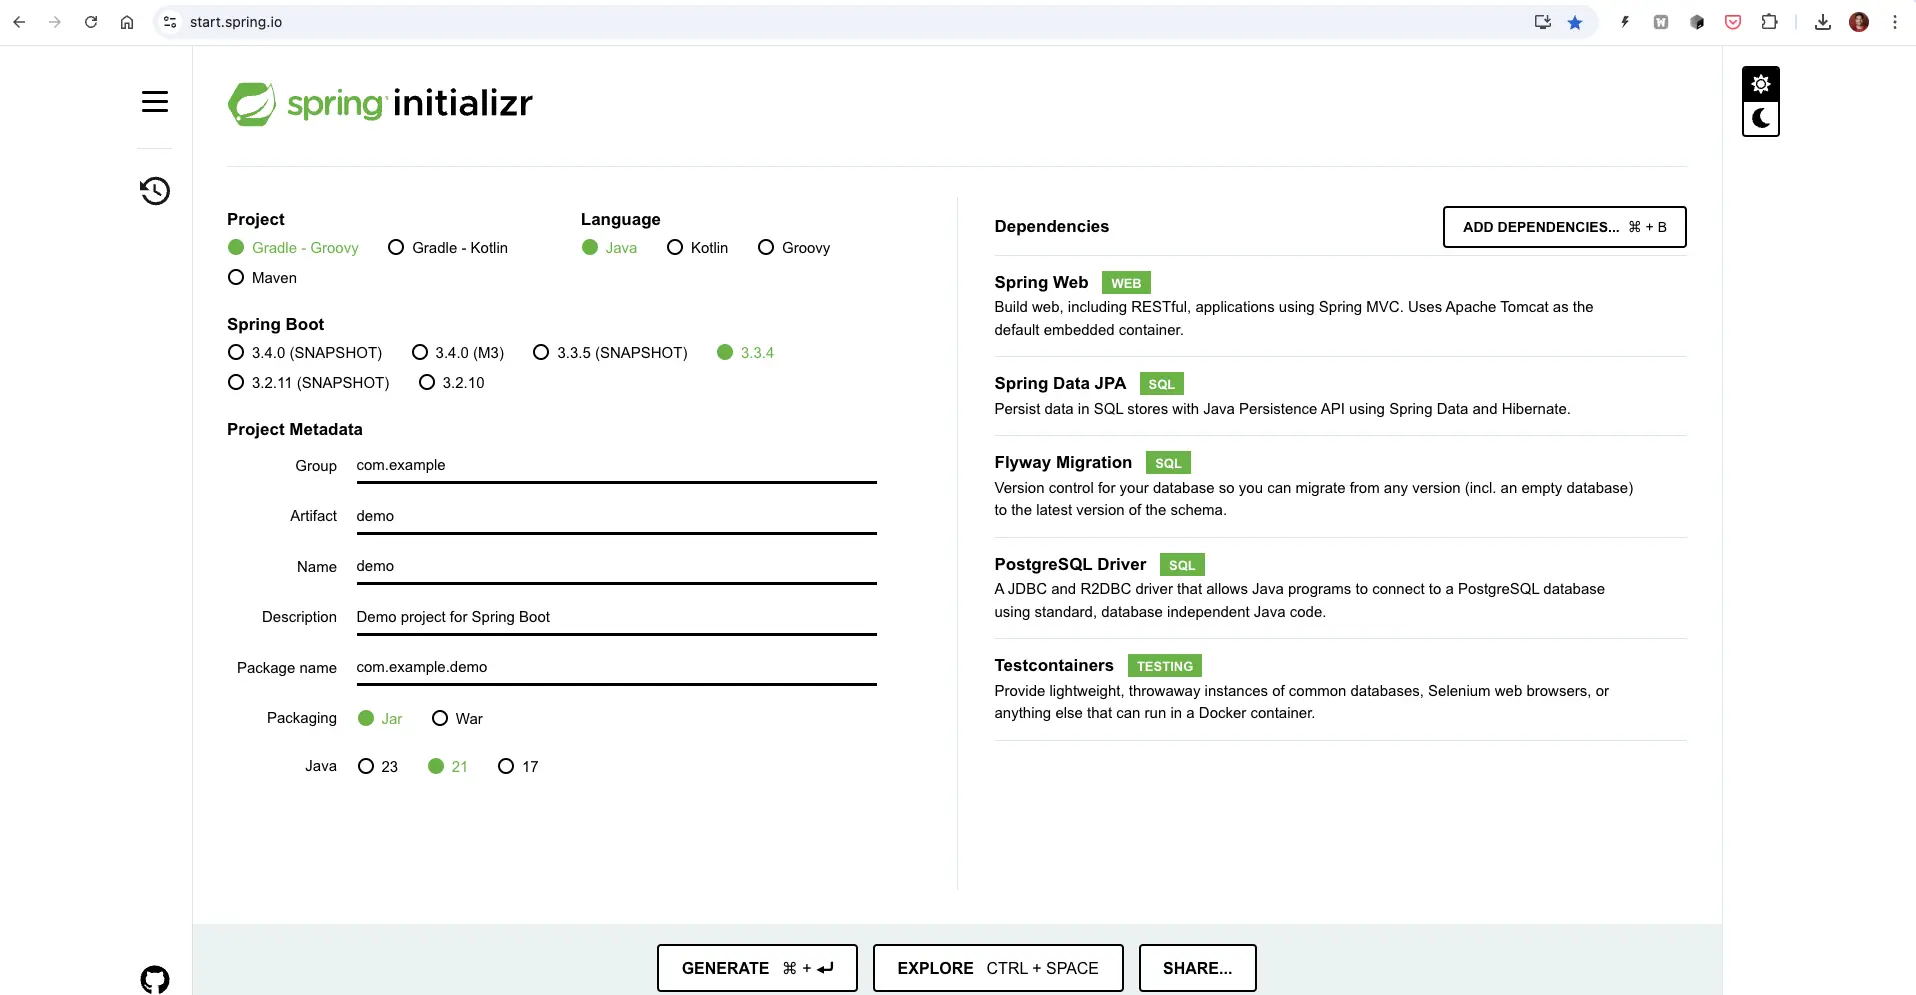 start.spring.io
spring initializr
Project
Gradle - Groovy Gradle - Kotlin
Maven
Language
Java Kotlin Groovy
Spring Boot
3.4.0 (SNAPSHOT) 3.4.0 (M3) 3.3.5 (SNAPSHOT) 3.3.4
3.2.11 (SNAPSHOT) 3.2.10
Project Metadata
Group com.example
Artifact demo
Name demo
Description Demo project for Spring Boot
Package name com.example.demo
Packaging Jar War
Java 23 21 17
Dependencies
ADD DEPENDENCIES... ⌘ + B
Spring Web WEB
Build web, including RESTful, applications using Spring MVC. Uses Apache Tomcat as the
default embedded container.
Spring Data JPA SQL
Persist data in SQL stores with Java Persistence API using Spring Data and Hibernate.
Flyway Migration SQL
Version control for your database so you can migrate from any version (incl. an empty database)
to the latest version of the schema.
PostgreSQL Driver SQL
A JDBC and R2DBC driver that allows Java programs to connect to a PostgreSQL database
using standard, database independent Java code.
Testcontainers TESTING
Provide lightweight, throwaway instances of common databases, Selenium web browsers, or
anything else that can run in a Docker container.
GENERATE ⌘ + ⏎
EXPLORE CTRL + SPACE
SHARE...